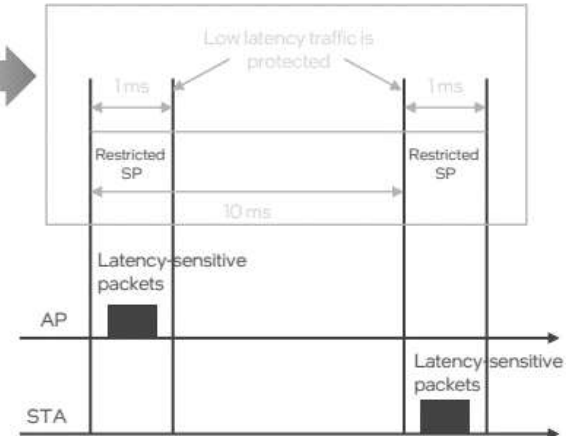 Low latency traffic is
protected
1 ms
1 ms
Restricted
SP
Restricted
SP
10 ms
Latency-sensitive
packets
AP
Latency-sensitive
packets
STA